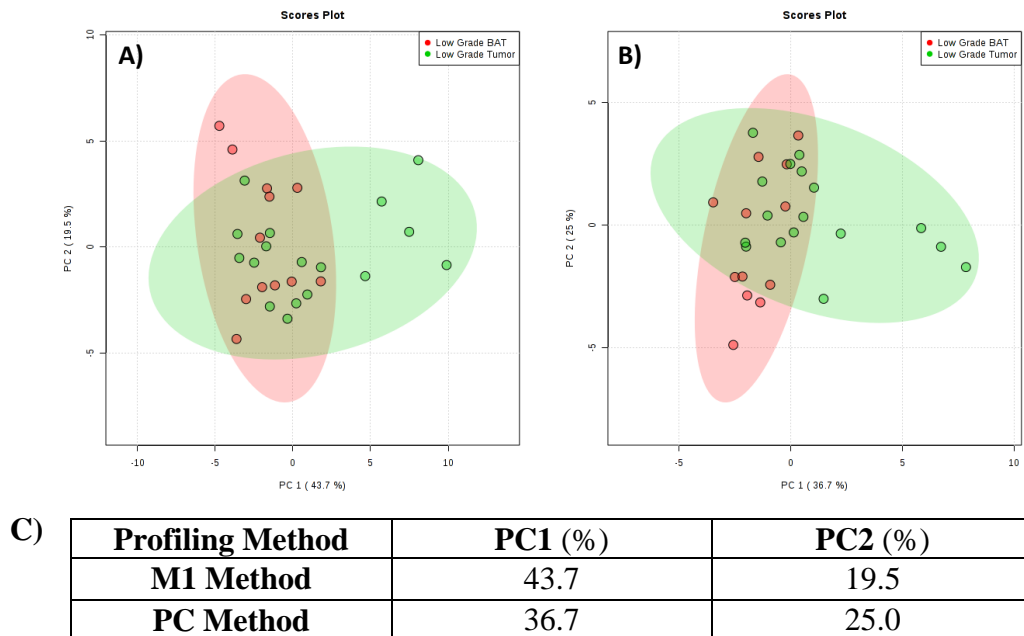 Scores Plot
A)
Low Grade BAT
Low Grade Tumor
PC 2 ( 19.5 %)
10
5
0
-5
-10
-5
0
5
10
PC 1 ( 43.7 %)
Scores Plot
B)
Low Grade BAT
Low Grade Tumor
PC 2 ( 25 %)
5
0
-5
-5
0
5
10
PC 1 ( 36.7 %)
C)
Profiling Method PC1 (%) PC2 (%)
M1 Method 43.7 19.5
PC Method 36.7 25.0